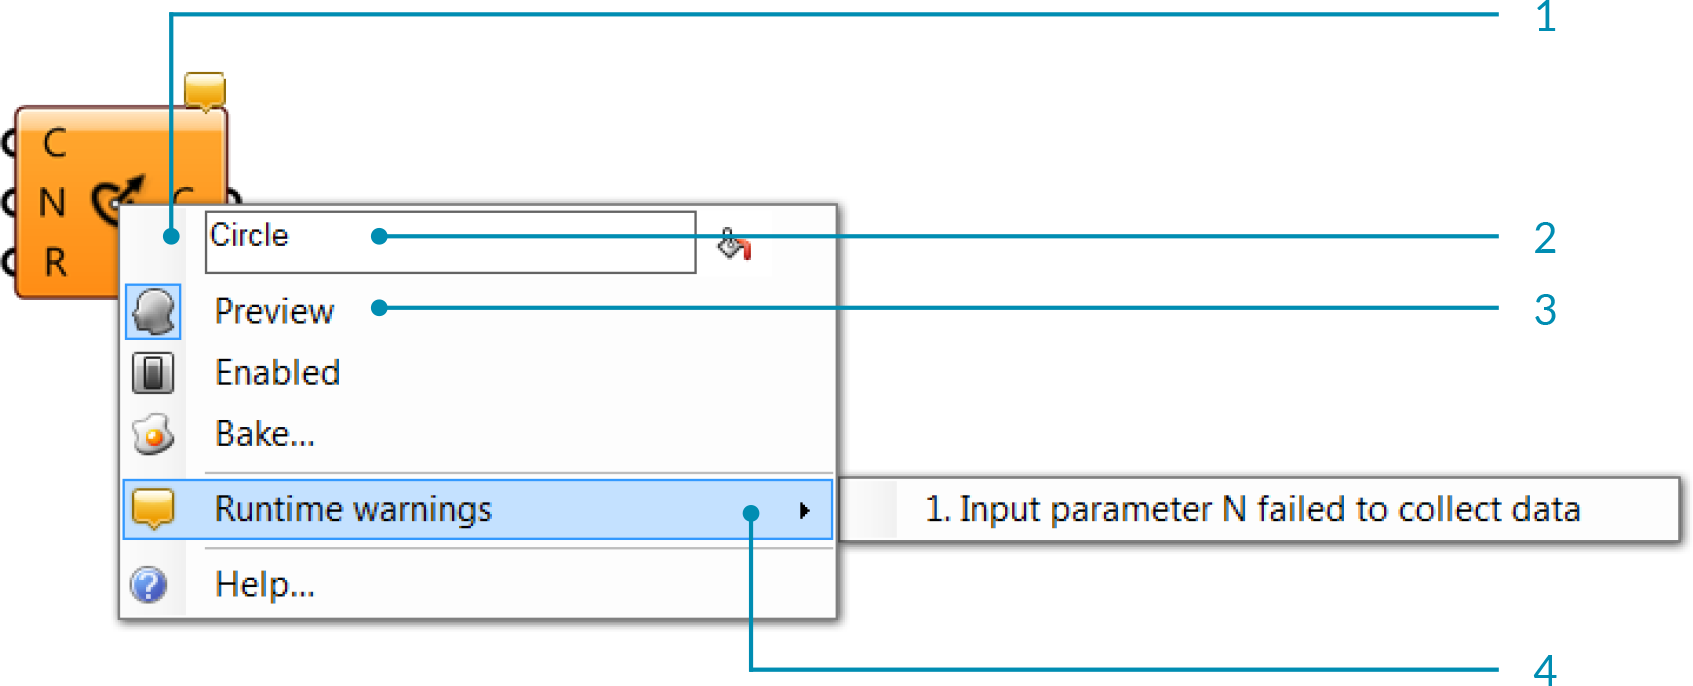 1
C
N C
R
Circle
2
Preview
3
Enabled
Bake...
Runtime warnings
1. Input parameter N failed to collect data
Help...
4